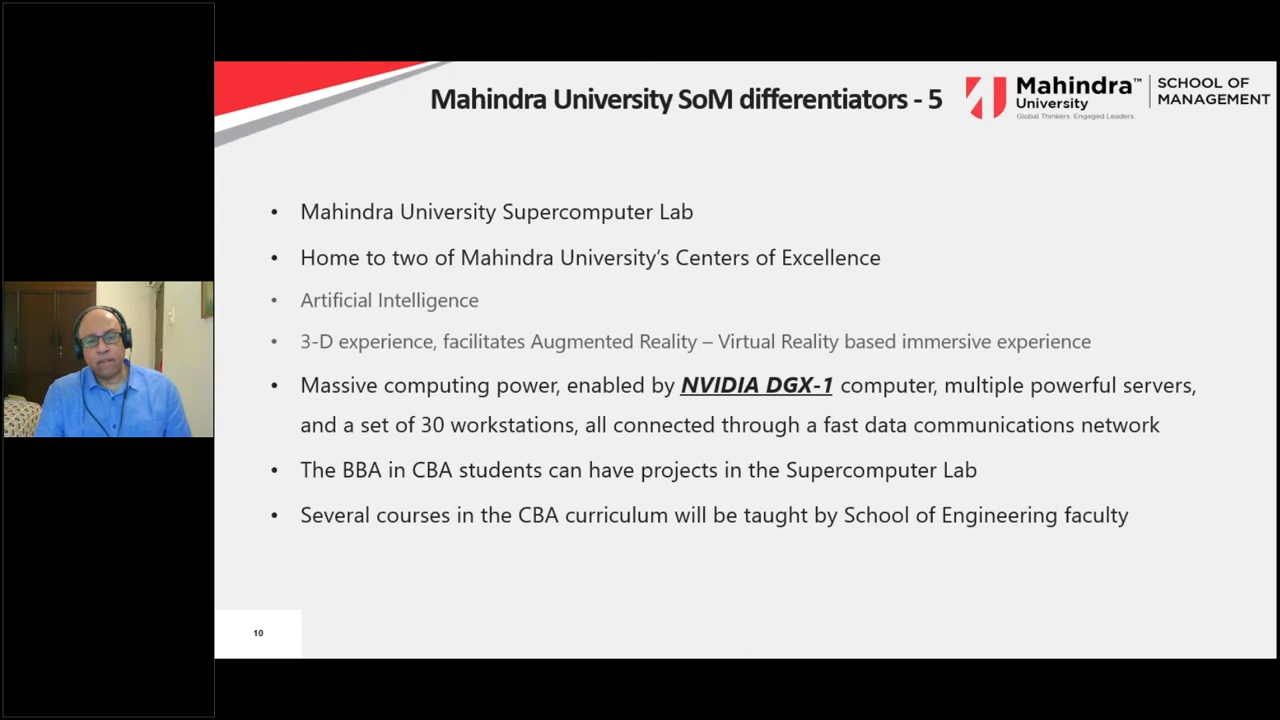 Mahindra University SoM differentiators - 5
Mahindra™
University
Global Thinkers. Engaged Leaders.
SCHOOL OF
MANAGEMENT
• Mahindra University Supercomputer Lab
• Home to two of Mahindra University’s Centers of Excellence
• Artificial Intelligence
• 3-D experience, facilitates Augmented Reality – Virtual Reality based immersive experience
• Massive computing power, enabled by NVIDIA DGX-1 computer, multiple powerful servers,
and a set of 30 workstations, all connected through a fast data communications network
• The BBA in CBA students can have projects in the Supercomputer Lab
• Several courses in the CBA curriculum will be taught by School of Engineering faculty
10